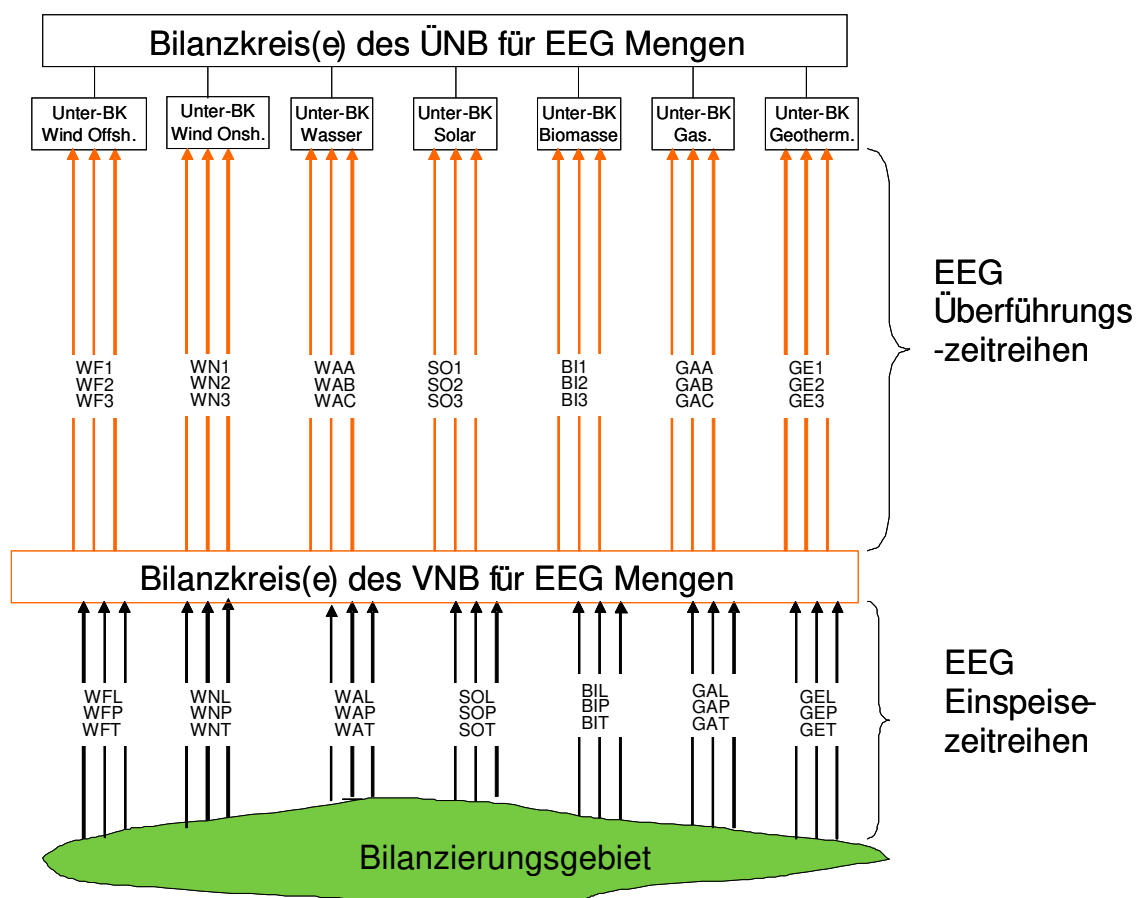 Bilanzkreis(e) des ÜNB für EEG Mengen
Unter-BK
Wind Offsh.
Unter-BK
Wind Onsh.
Unter-BK
Wasser
Unter-BK
Solar
Unter-BK
Biomasse
Unter-BK
Gas.
Unter-BK
Geotherm.
EEG
Überführungs
-zeitreihen
WF1
WF2
WF3
WN1
WN2
WN3
WAA
WAB
WAC
SO1
SO2
SO3
BI1
BI2
BI3
GAA
GAB
GAC
GE1
GE2
GE3
Bilanzkreis(e) des VNB für EEG Mengen
WFL
WFP
WFT
WNL
WNP
WNT
WAL
WAP
WAT
SOL
SOP
SOT
BIL
BIP
BIT
GAL
GAP
GAT
GEL
GEP
GET
EEG
Einspeise-
zeitreihen
Bilanzierungsgebiet